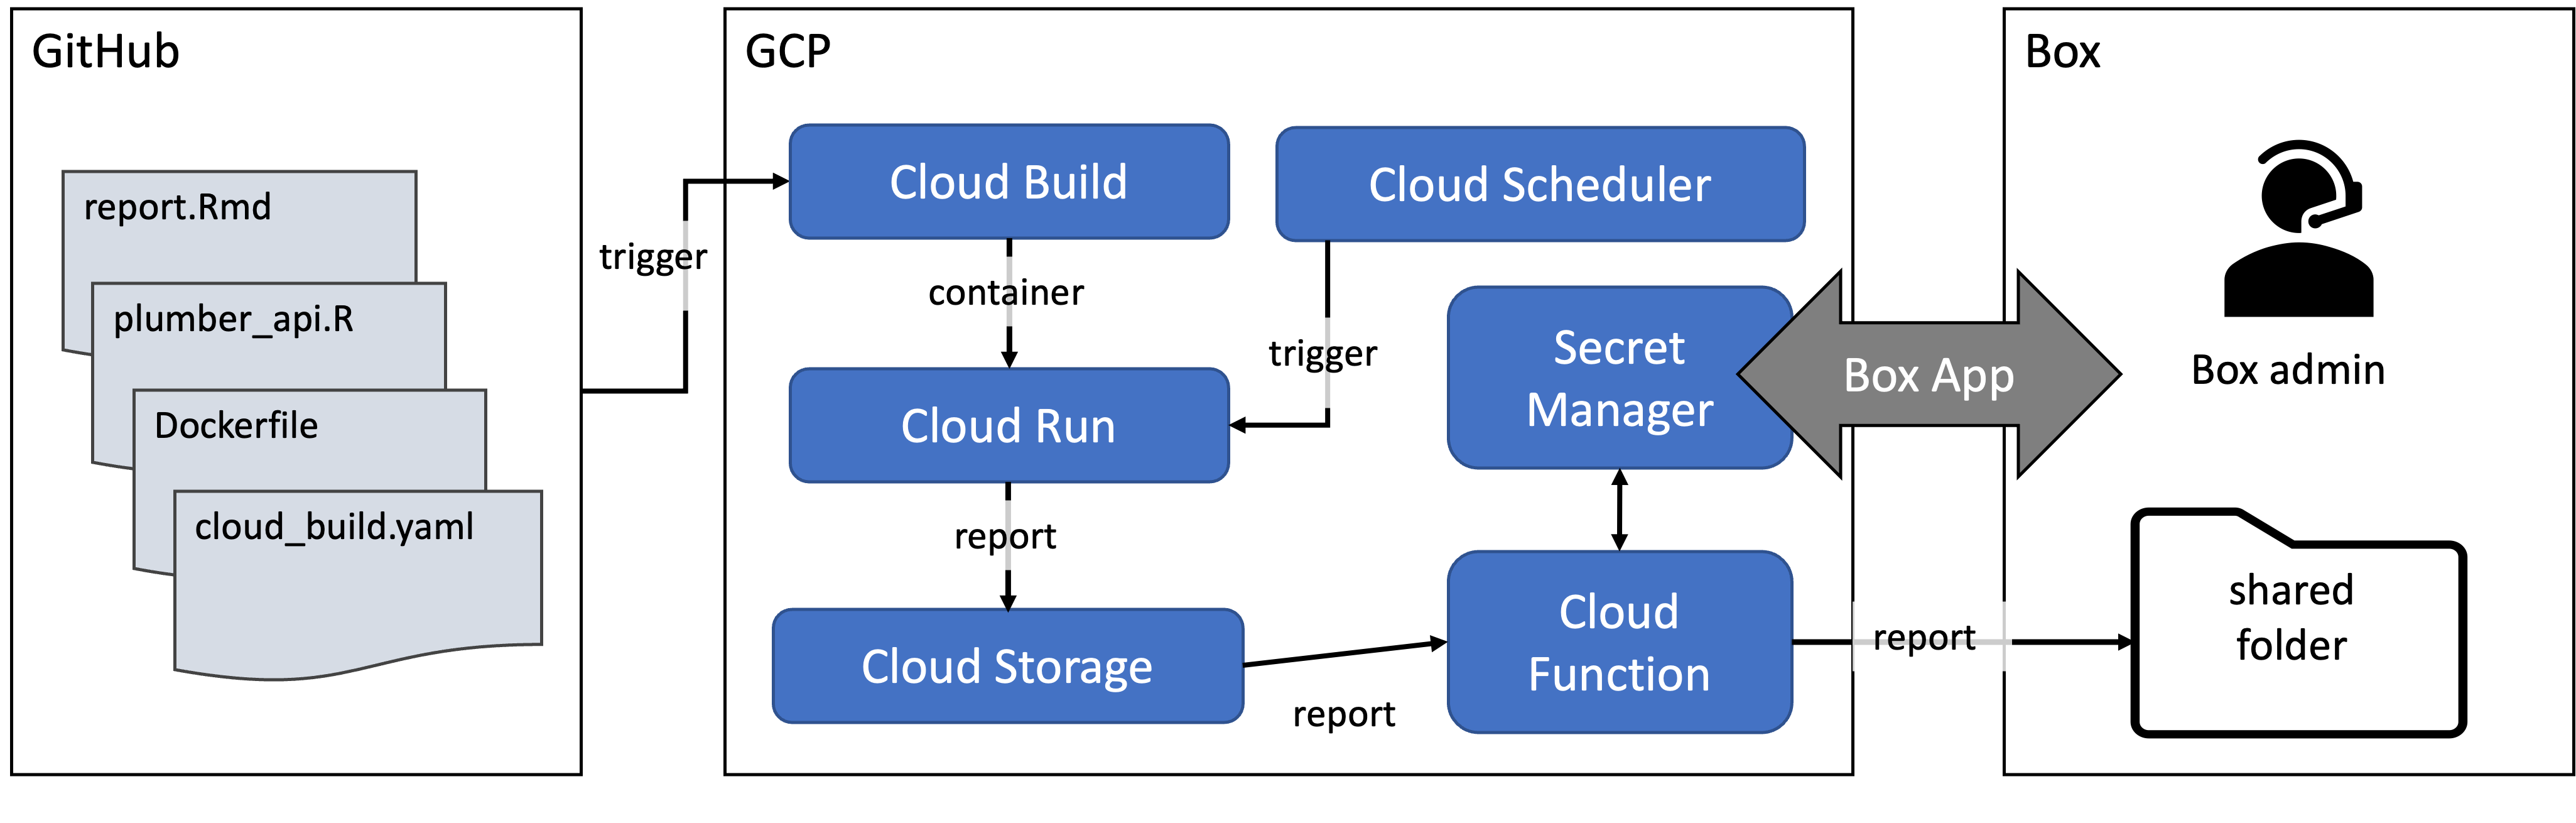 GitHub
report.Rmd
plumber_api.R
Dockerfile
cloud_build.yaml
trigger
GCP
Cloud Build
Cloud Scheduler
container
trigger
Cloud Run
Secret
Manager
report
Cloud Storage
report
Cloud
Function
Box App
report
Box
Box admin
shared
folder